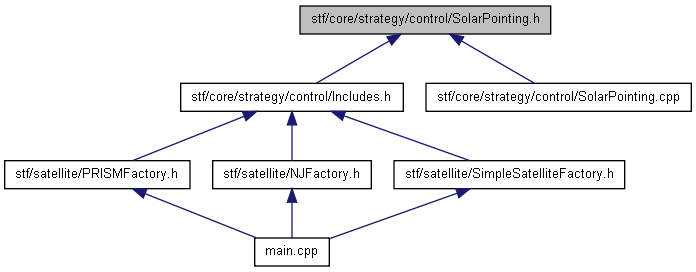 stf/core/strategy/control/SolarPointing.h
stf/core/strategy/control/Includes.h
stf/core/strategy/control/SolarPointing.cpp
stf/satellite/PRISMFactory.h
stf/satellite/NJFactory.h
stf/satellite/SimpleSatelliteFactory.h
main.cpp